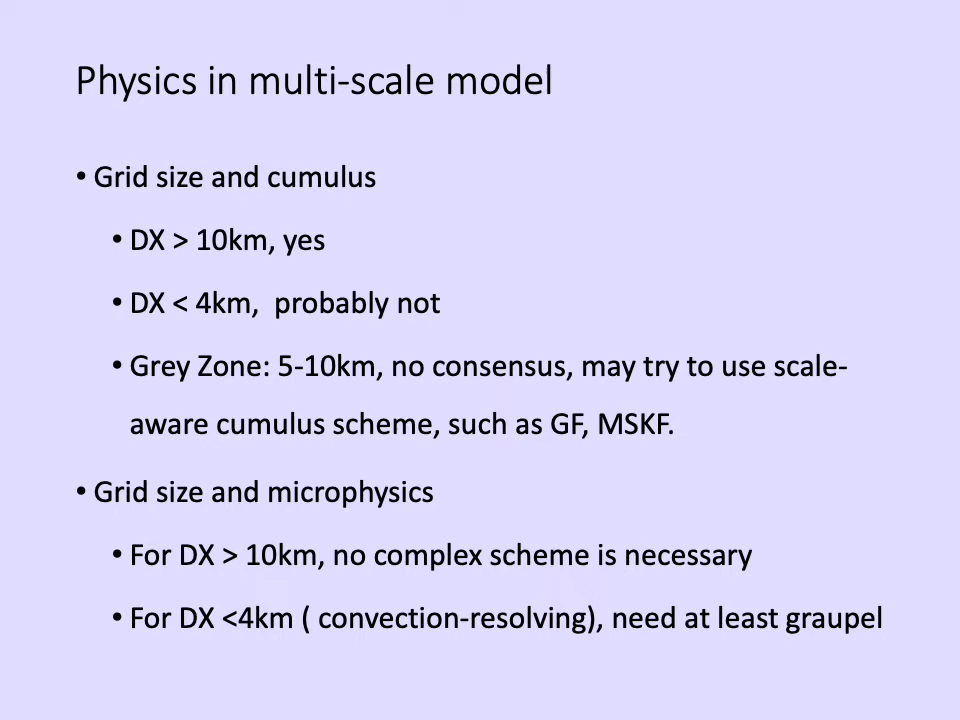 Physics in multi-scale model
• Grid size and cumulus
• DX > 10km, yes
• DX < 4km,  probably not
• Grey Zone: 5-10km, no consensus, may try to use scale-
aware cumulus scheme, such as GF, MSKF.
• Grid size and microphysics
• For DX > 10km, no complex scheme is necessary
• For DX <4km ( convection-resolving), need at least graupel